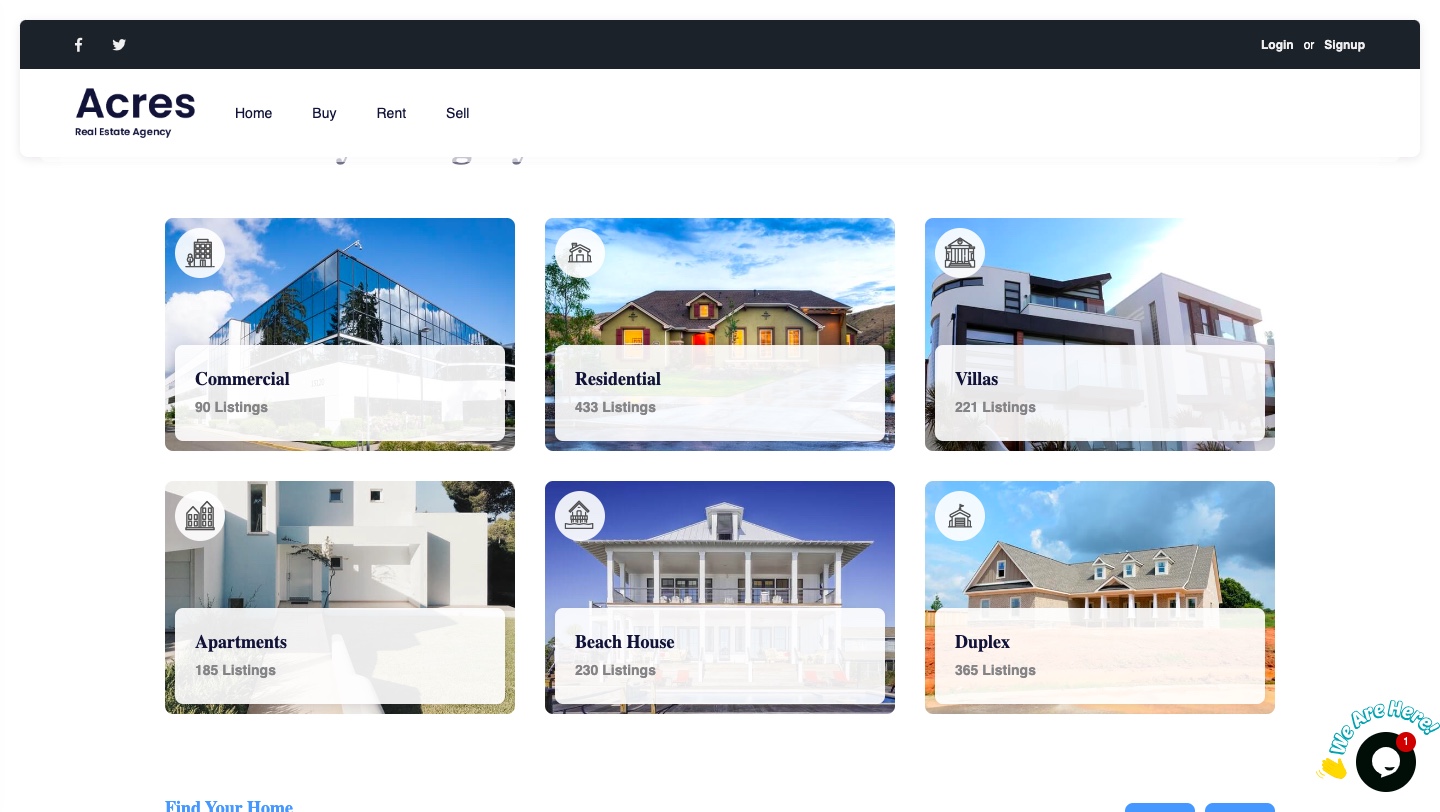 Login or Signup
Acres
Real Estate Agency
Home
Buy
Rent
Sell
Commercial
90 Listings
Residential
433 Listings
Villas
221 Listings
Apartments
185 Listings
Beach House
230 Listings
Duplex
365 Listings
We Are Here!
1
Find Your Home